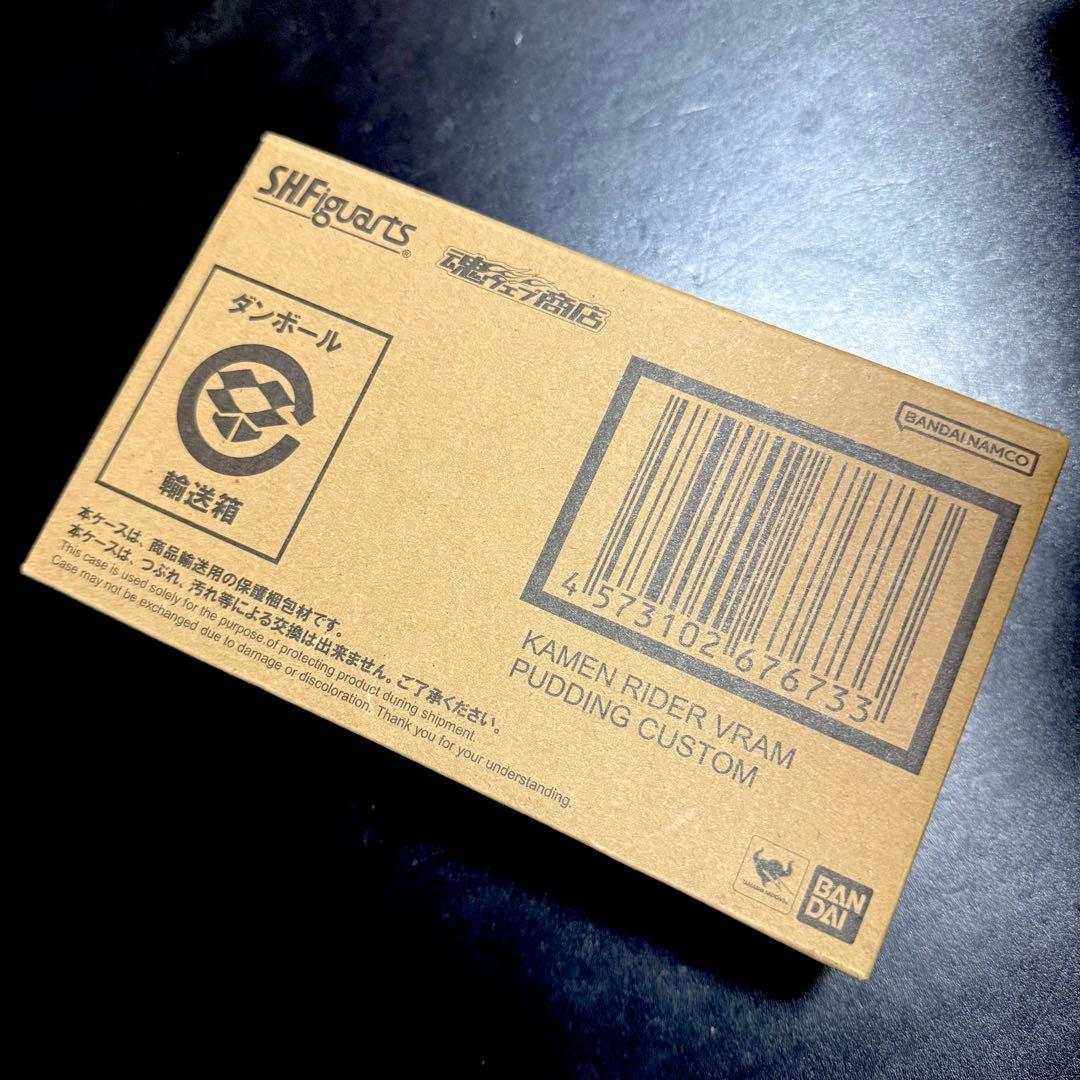 SHFiguarts®
魂ウェブ商店
ダンボール
輸送箱
本ケースは、商品輸送用の保護梱包材です。
本ケースは、つぶれ、汚れ等による交換は出来ません。ご了承ください。
This case is used solely for the purpose of protecting product during shipment.
Case may not be exchanged due to damage or discoloration. Thank you for your understanding.
BANDAI NAMCO
4 573102 676733
KAMEN RIDER VRAM
PUDDING CUSTOM
TAMASHII NATIONS
BAN
DAI